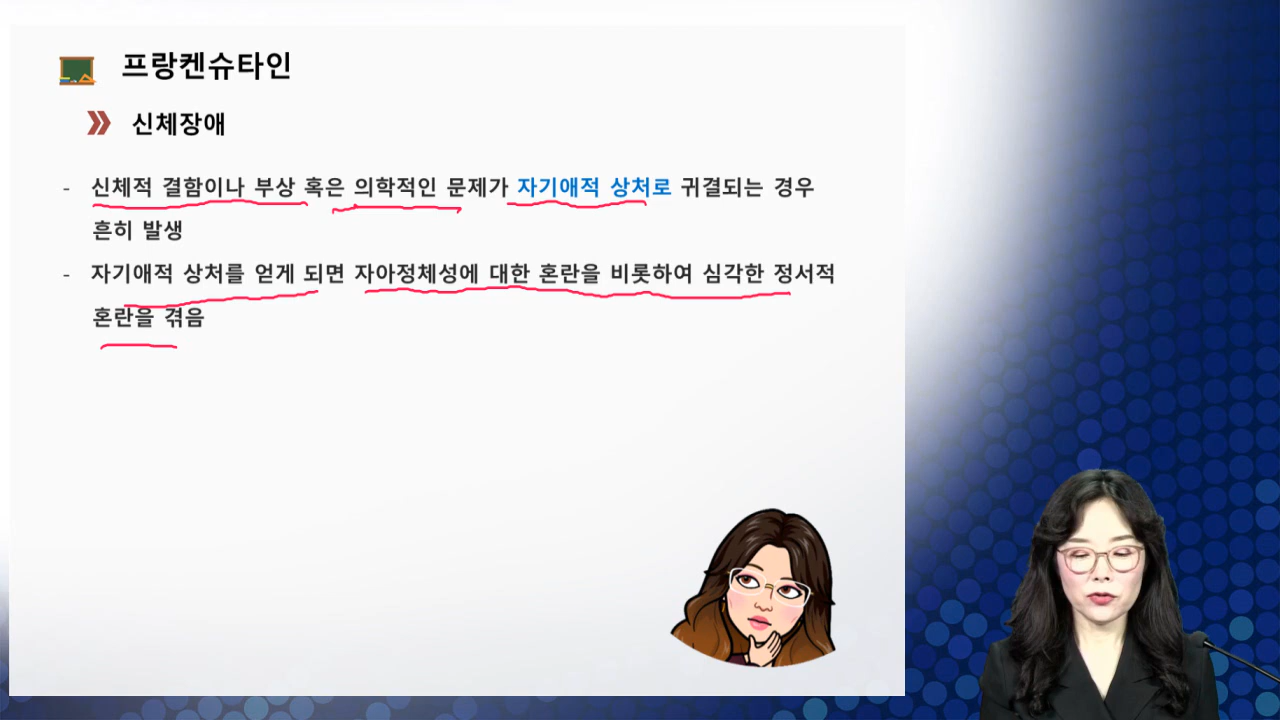 프랑켄슈타인
신체장애
- 신체적 결함이나 부상 혹은 의학적인 문제가 자기애적 상처로 귀결되는 경우
흔히 발생
- 자기애적 상처를 얻게 되면 자아정체성에 대한 혼란을 비롯하여 심각한 정서적
혼란을 겪음